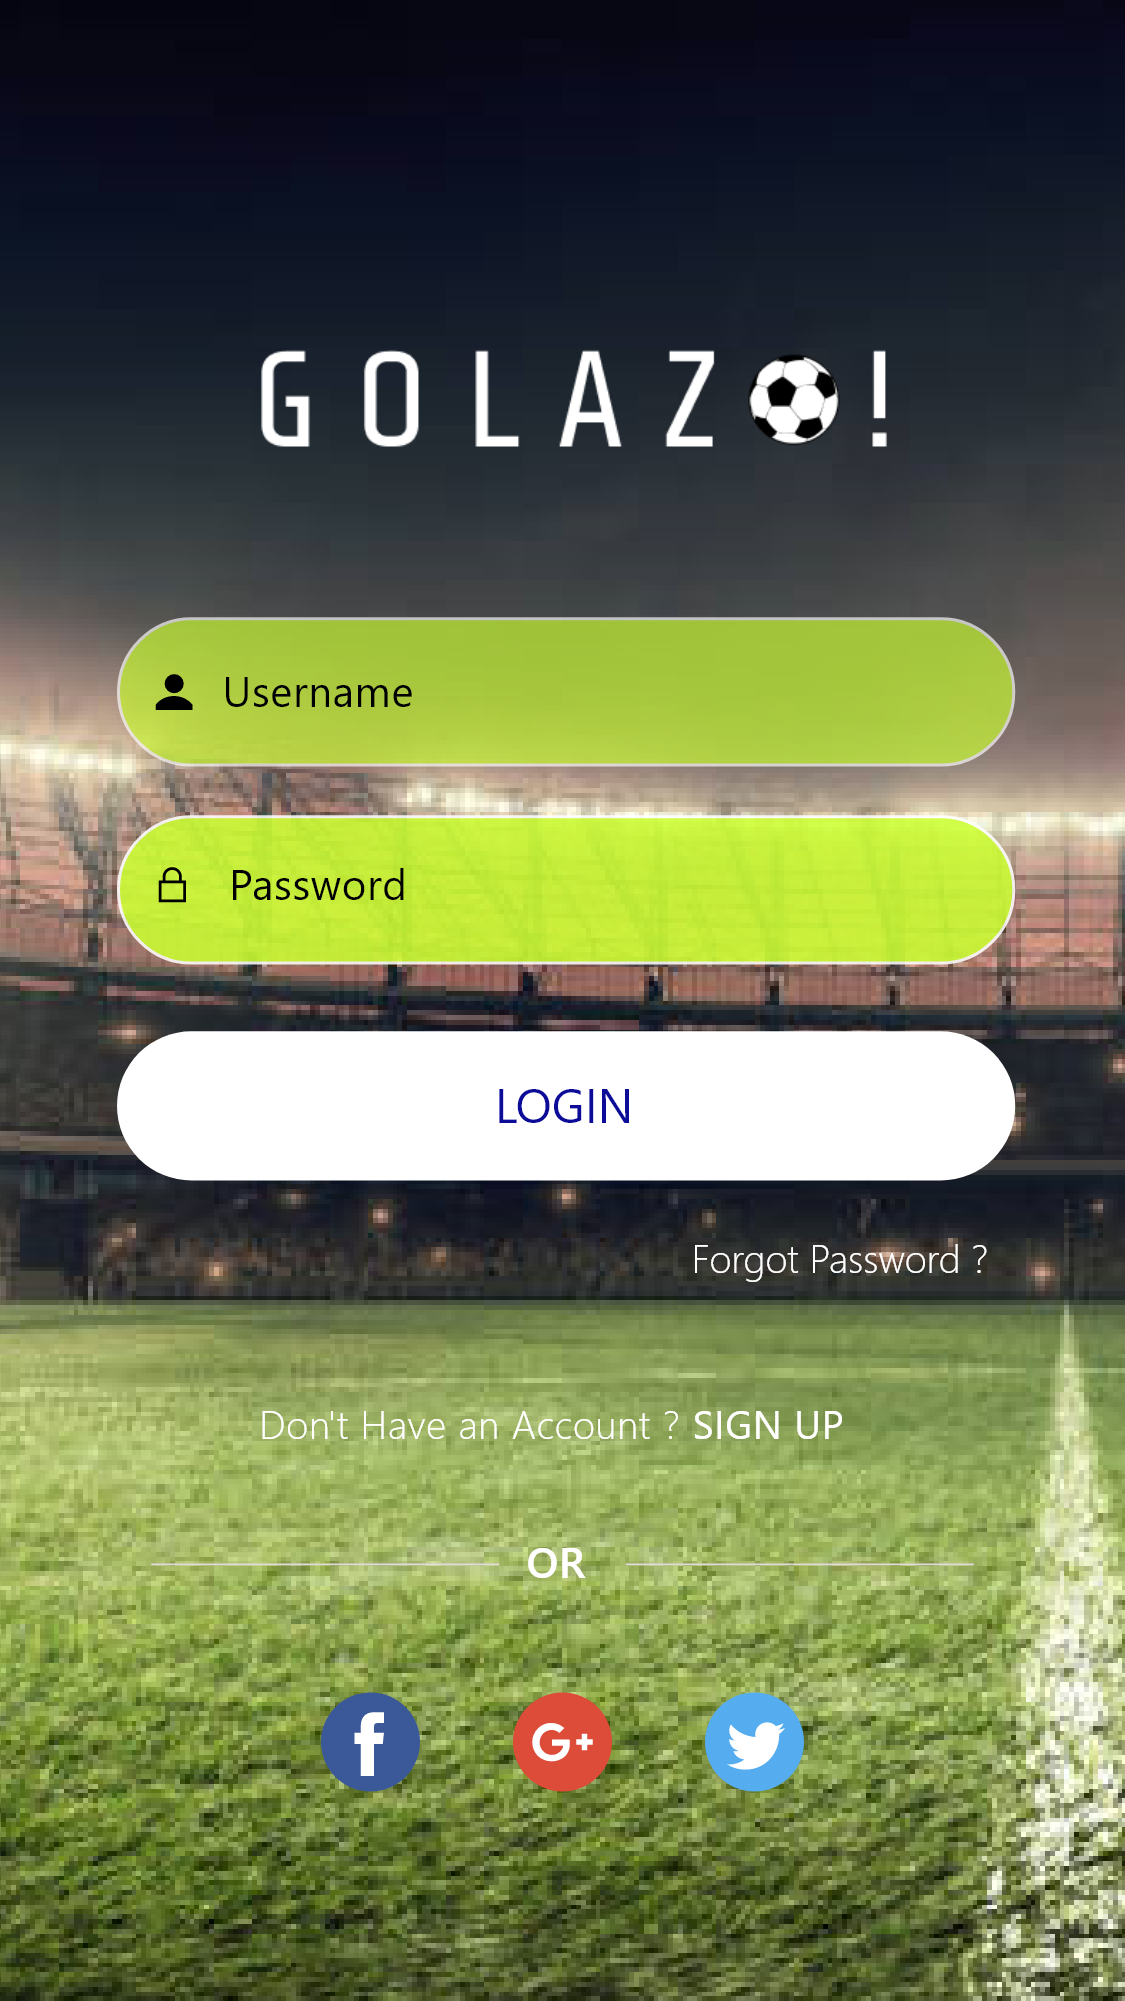 GOLAZ⚽!
Username
Password
LOGIN
Forgot Password ?
Don't Have an Account ? SIGN UP
OR
f G+